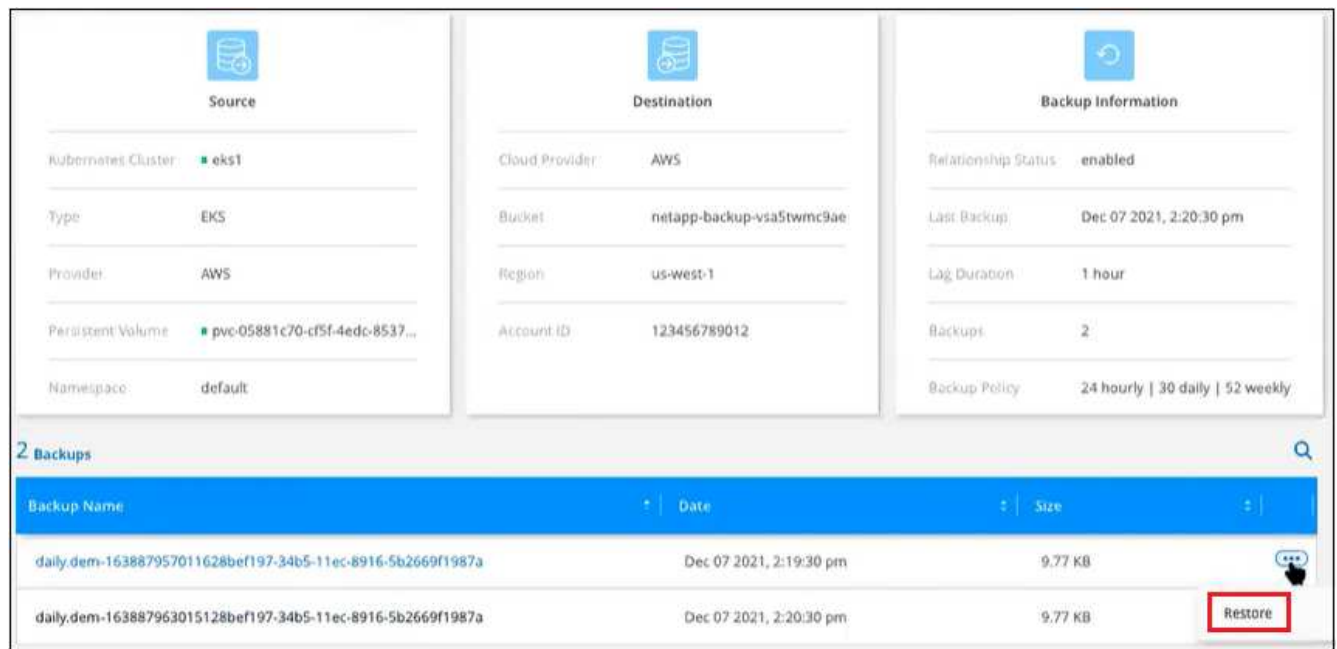 Source
Kubernetes Cluster eks1
Type EKS
Provider AWS
Persistent Volume pvc-05881c70-cf5f-4edc-8537...
Namespace default
Destination
Cloud Provider AWS
Bucket netapp-backup-vsa5twmc9ae
Region us-west-1
Account ID 123456789012
Backup Information
Relationship Status enabled
Last Backup Dec 07 2021, 2:20:30 pm
Lag Duration 1 hour
Backups 2
Backup Policy 24 hourly | 30 daily | 52 weekly
2 Backups
Backup Name Date Size
daily.dem-163887957011628bef197-34b5-11ec-8916-5b2669f1987a Dec 07 2021, 2:19:30 pm 9.77 KB
daily.dem-163887963015128bef197-34b5-11ec-8916-5b2669f1987a Dec 07 2021, 2:20:30 pm 9.77 KB
Restore